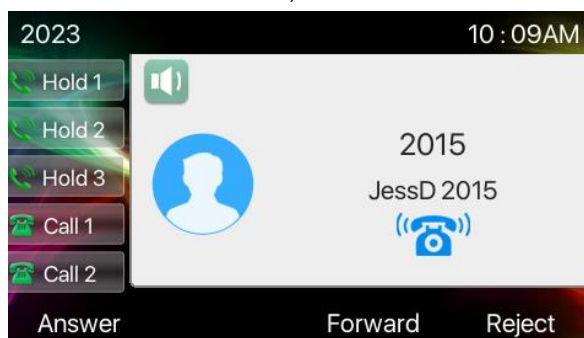 2023 10 : 09AM
Hold 1
Hold 2
Hold 3
Call 1
Call 2
2015
JessD 2015
Answer Forward Reject